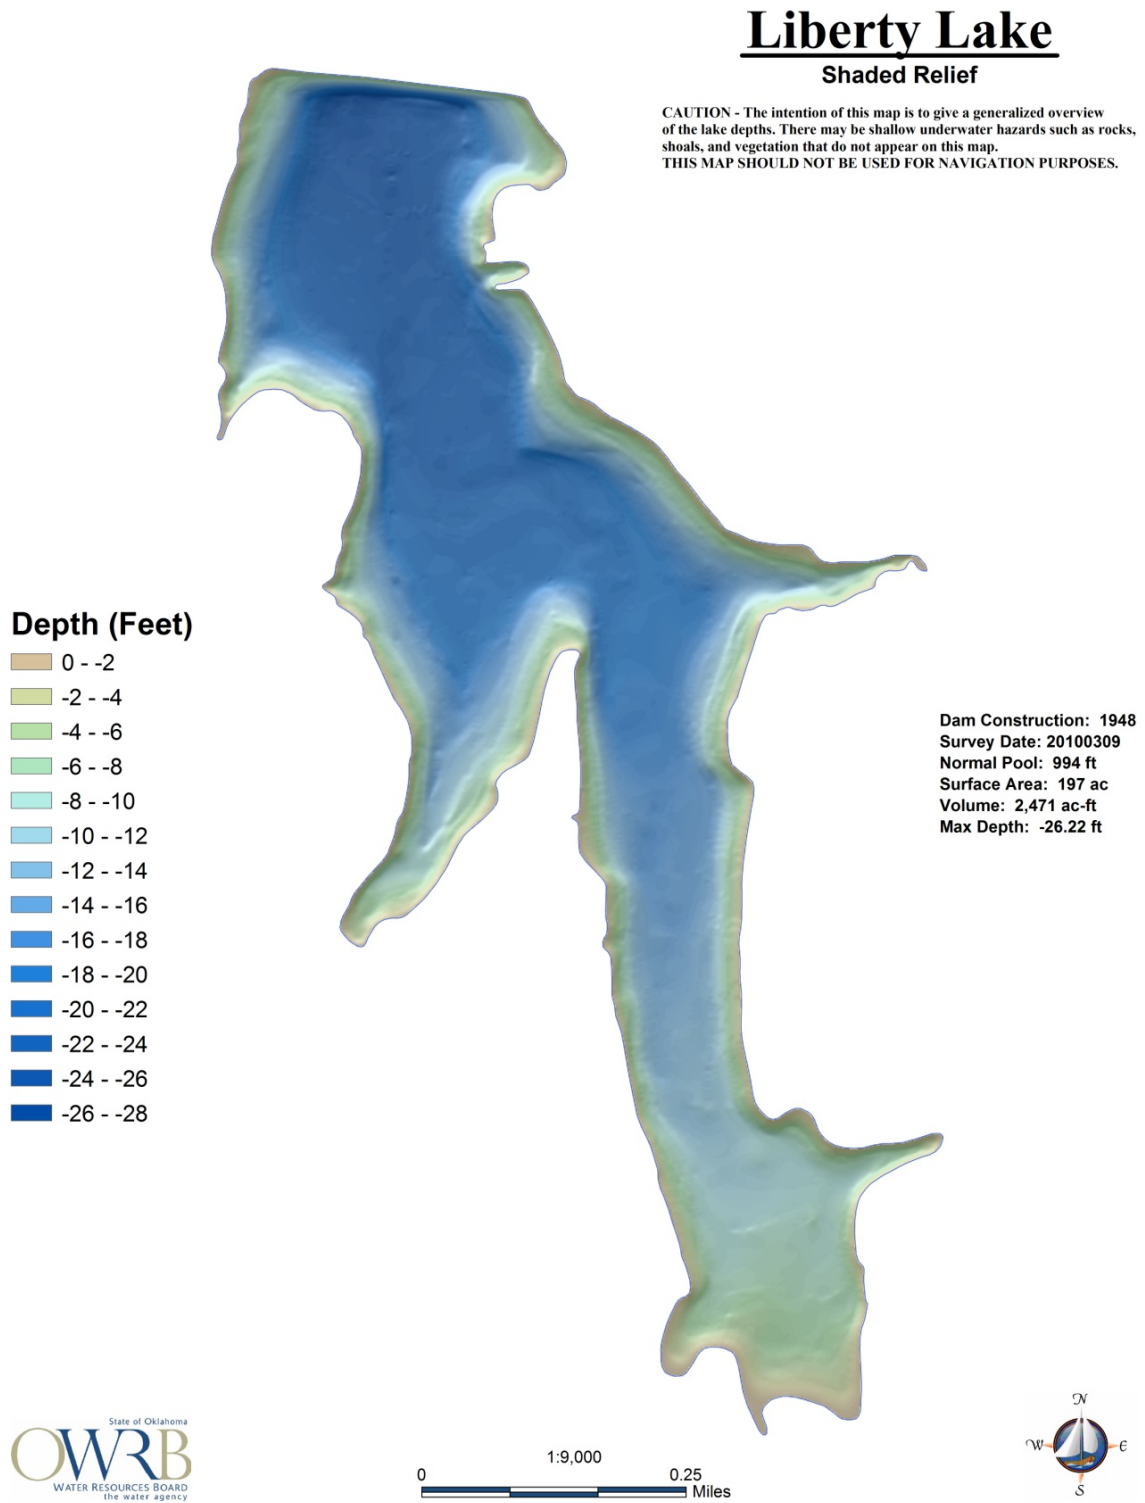 Liberty Lake
Shaded Relief
CAUTION - The intention of this map is to give a generalized overview
of the lake depths. There may be shallow underwater hazards such as rocks,
shoals, and vegetation that do not appear on this map.
THIS MAP SHOULD NOT BE USED FOR NAVIGATION PURPOSES.
Depth (Feet)
0 - -2
-2 - -4
-4 - -6
-6 - -8
-8 - -10
-10 - -12
-12 - -14
-14 - -16
-16 - -18
-18 - -20
-20 - -22
-22 - -24
-24 - -26
-26 - -28
Dam Construction: 1948
Survey Date: 20100309
Normal Pool: 994 ft
Surface Area: 197 ac
Volume: 2,471 ac-ft
Max Depth: -26.22 ft
State of Oklahoma
OWRB
WATER RESOURCES BOARD
the water agency
1:9,000
0 0.25
Miles
N
W E
S